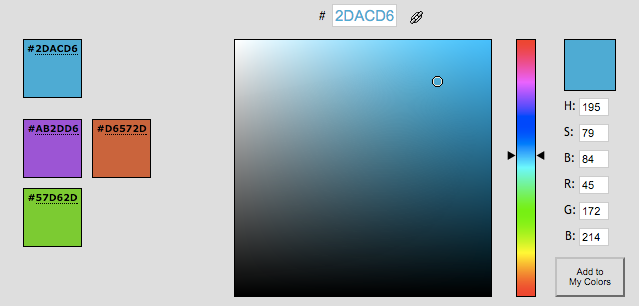 # 2DACD6
#2DACD6
#AB2DD6 #D6572D
#57D62D
H: 195
S: 79
B: 84
R: 45
G: 172
B: 214
Add to
My Colors